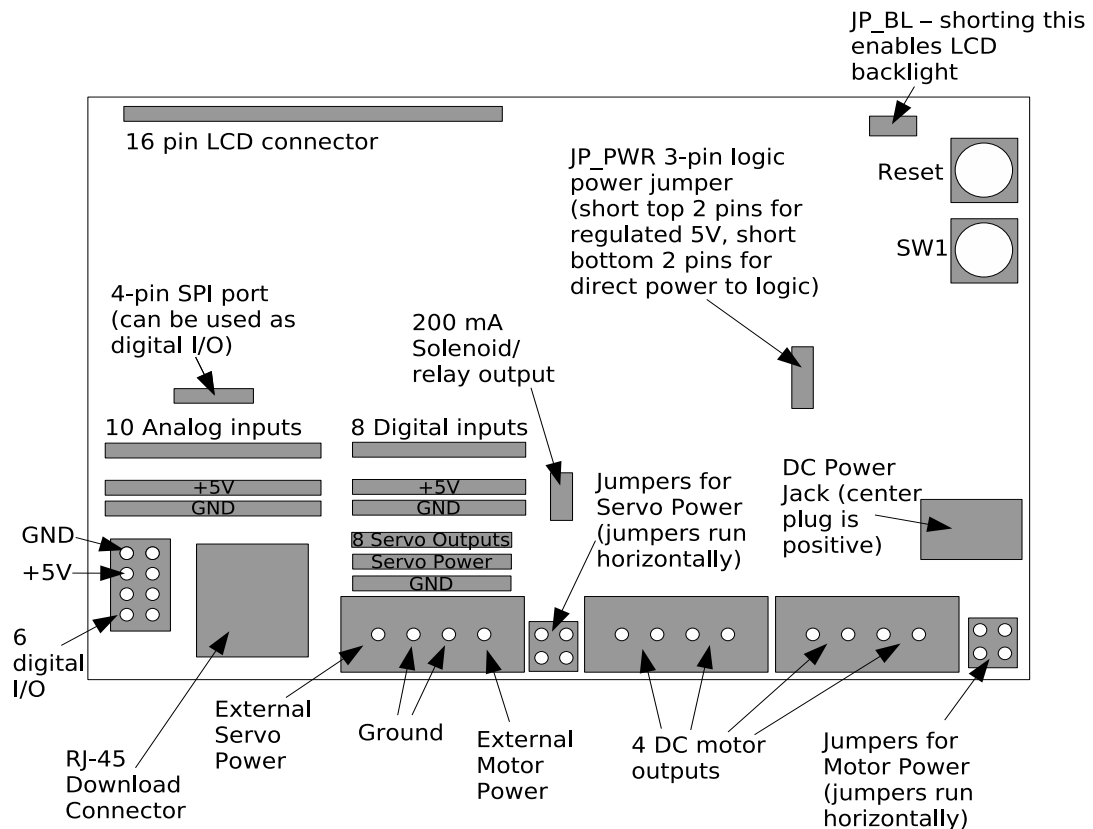 JP_BL – shorting this
enables LCD
backlight
16 pin LCD connector
JP_PWR 3-pin logic
power jumper
(short top 2 pins for
regulated 5V, short
bottom 2 pins for
direct power to logic)
Reset
SW1
4-pin SPI port
(can be used as
digital I/O)
200 mA
Solenoid/
relay output
10 Analog inputs
8 Digital inputs
+5V
GND
+5V
GND
Jumpers for
Servo Power
(jumpers run
horizontally)
DC Power
Jack (center
plug is
positive)
GND
+5V
8 Servo Outputs
Servo Power
GND
6
digital
I/O
External
Servo
Power
Ground
External
Motor
Power
4 DC motor
outputs
Jumpers for
Motor Power
(jumpers run
horizontally)
RJ-45
Download
Connector